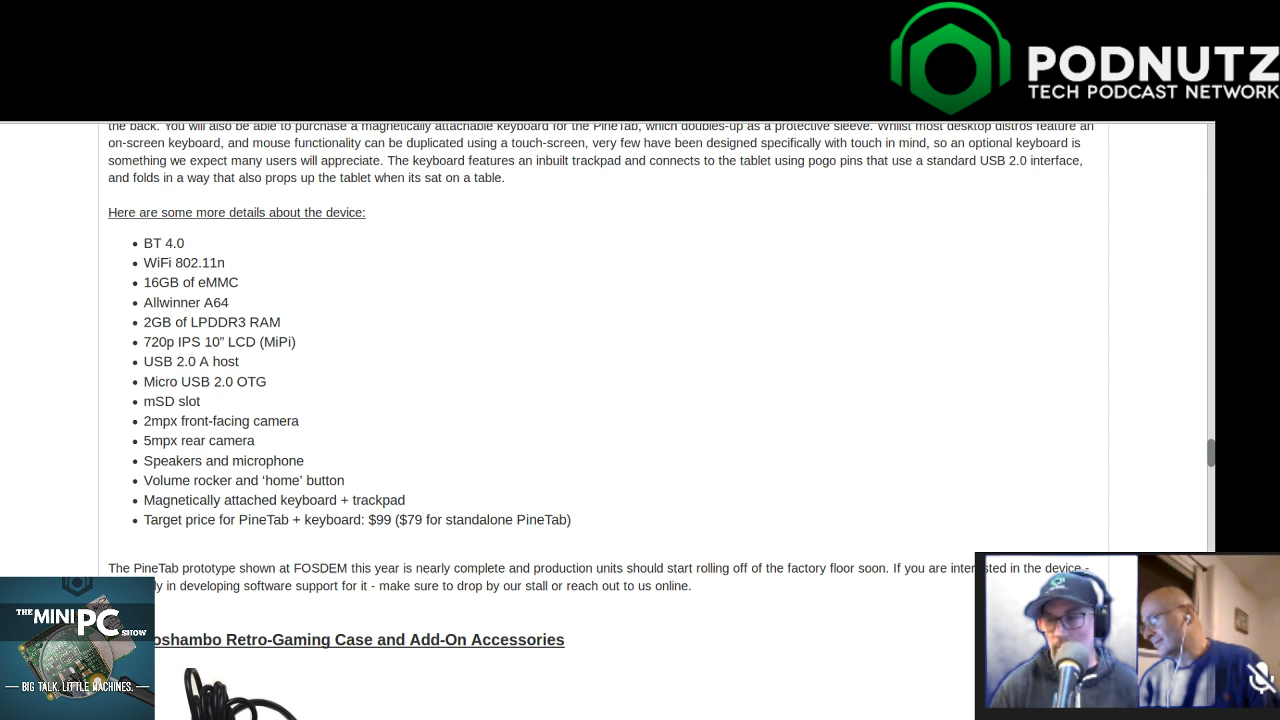 PODNUTZ
TECH PODCAST NETWORK
the back. You will also be able to purchase a magnetically attachable keyboard for the PineTab, which doubles-up as a protective sleeve. Whilst most desktop distros feature an
on-screen keyboard, and mouse functionality can be duplicated using a touch-screen, very few have been designed specifically with touch in mind, so an optional keyboard is
something we expect many users will appreciate. The keyboard features an inbuilt trackpad and connects to the tablet using pogo pins that use a standard USB 2.0 interface,
and folds in a way that also props up the tablet when its sat on a table.
Here are some more details about the device:
• BT 4.0
• WiFi 802.11n
• 16GB of eMMC
• Allwinner A64
• 2GB of LPDDR3 RAM
• 720p IPS 10” LCD (MiPi)
• USB 2.0 A host
• Micro USB 2.0 OTG
• mSD slot
• 2mpx front-facing camera
• 5mpx rear camera
• Speakers and microphone
• Volume rocker and ‘home’ button
• Magnetically attached keyboard + trackpad
• Target price for PineTab + keyboard: $99 ($79 for standalone PineTab)
The PineTab prototype shown at FOSDEM this year is nearly complete and production units should start rolling off of the factory floor soon. If you are in the device -
in developing software support for it - make sure to drop by our stall or reach out to us online.
oshambo Retro-Gaming Case and Add-On Accessories
THE MINI PC SHOW
BIG TALK. LITTLE MACHINES.